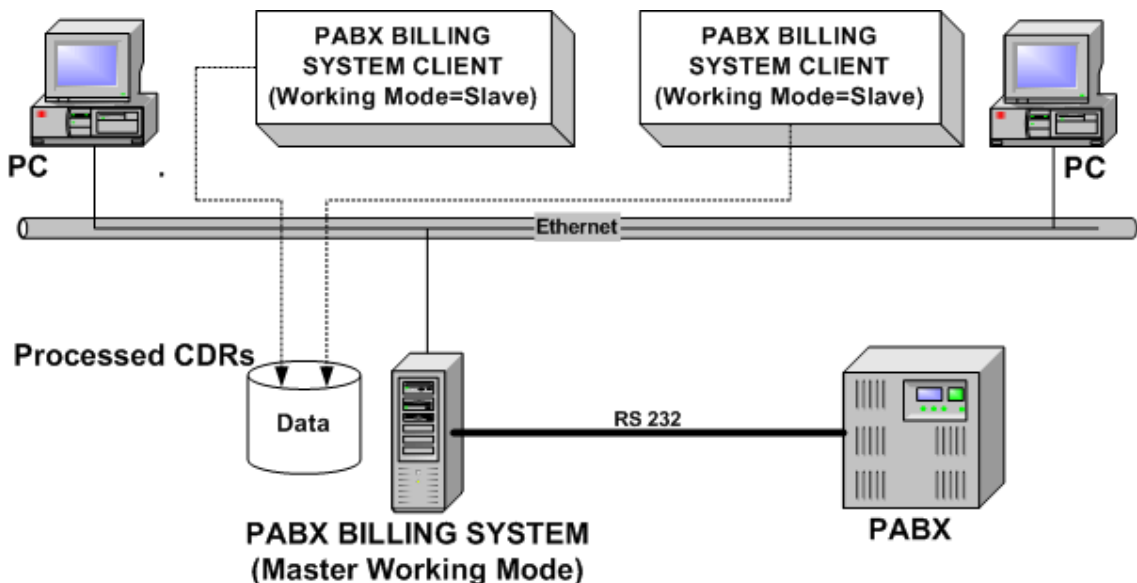 PABX BILLING
SYSTEM CLIENT
(Working Mode=Slave)
PABX BILLING
SYSTEM CLIENT
(Working Mode=Slave)
PC
.
PC
Ethernet
Processed CDRs
Data
RS 232
PABX BILLING SYSTEM
(Master Working Mode)
PABX